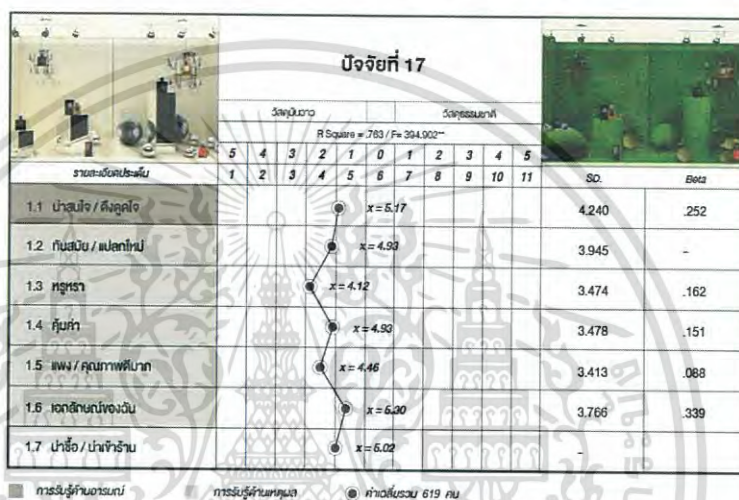 ปัจจัยที่ 17
วัสดุมันวาว วัสดุธรรมชาติ
R Square = .763 / F= 394.902**
5 4 3 2 1 0 1 2 3 4 5
รายละเอียดประเด็น 1 2 3 4 5 6 7 8 9 10 11 SD. Beta
1.1 น่าสนใจ / ดึงดูดใจ x = 5.17 4.240 .252
1.2 ทันสมัย / แปลกใหม่ x = 4.93 3.945 -
1.3 หรูหรา x = 4.12 3.474 .162
1.4 คุ้มค่า x = 4.93 3.478 .151
1.5 แพง / คุณภาพดีมาก x = 4.46 3.413 .088
1.6 เอกลักษณ์ของฉัน x = 5.30 3.766 .339
1.7 น่าซื้อ / น่าเข้าร้าน x = 5.02 -
การรับรู้ด้านอารมณ์ การรับรู้ด้านเหตุผล ค่าเฉลี่ยรวม 619 คน